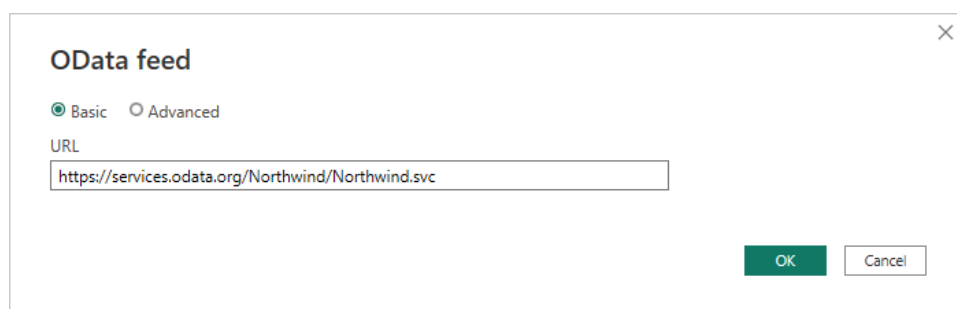 OData feed
Basic Advanced
URL
https://services.odata.org/Northwind/Northwind.svc
OK Cancel